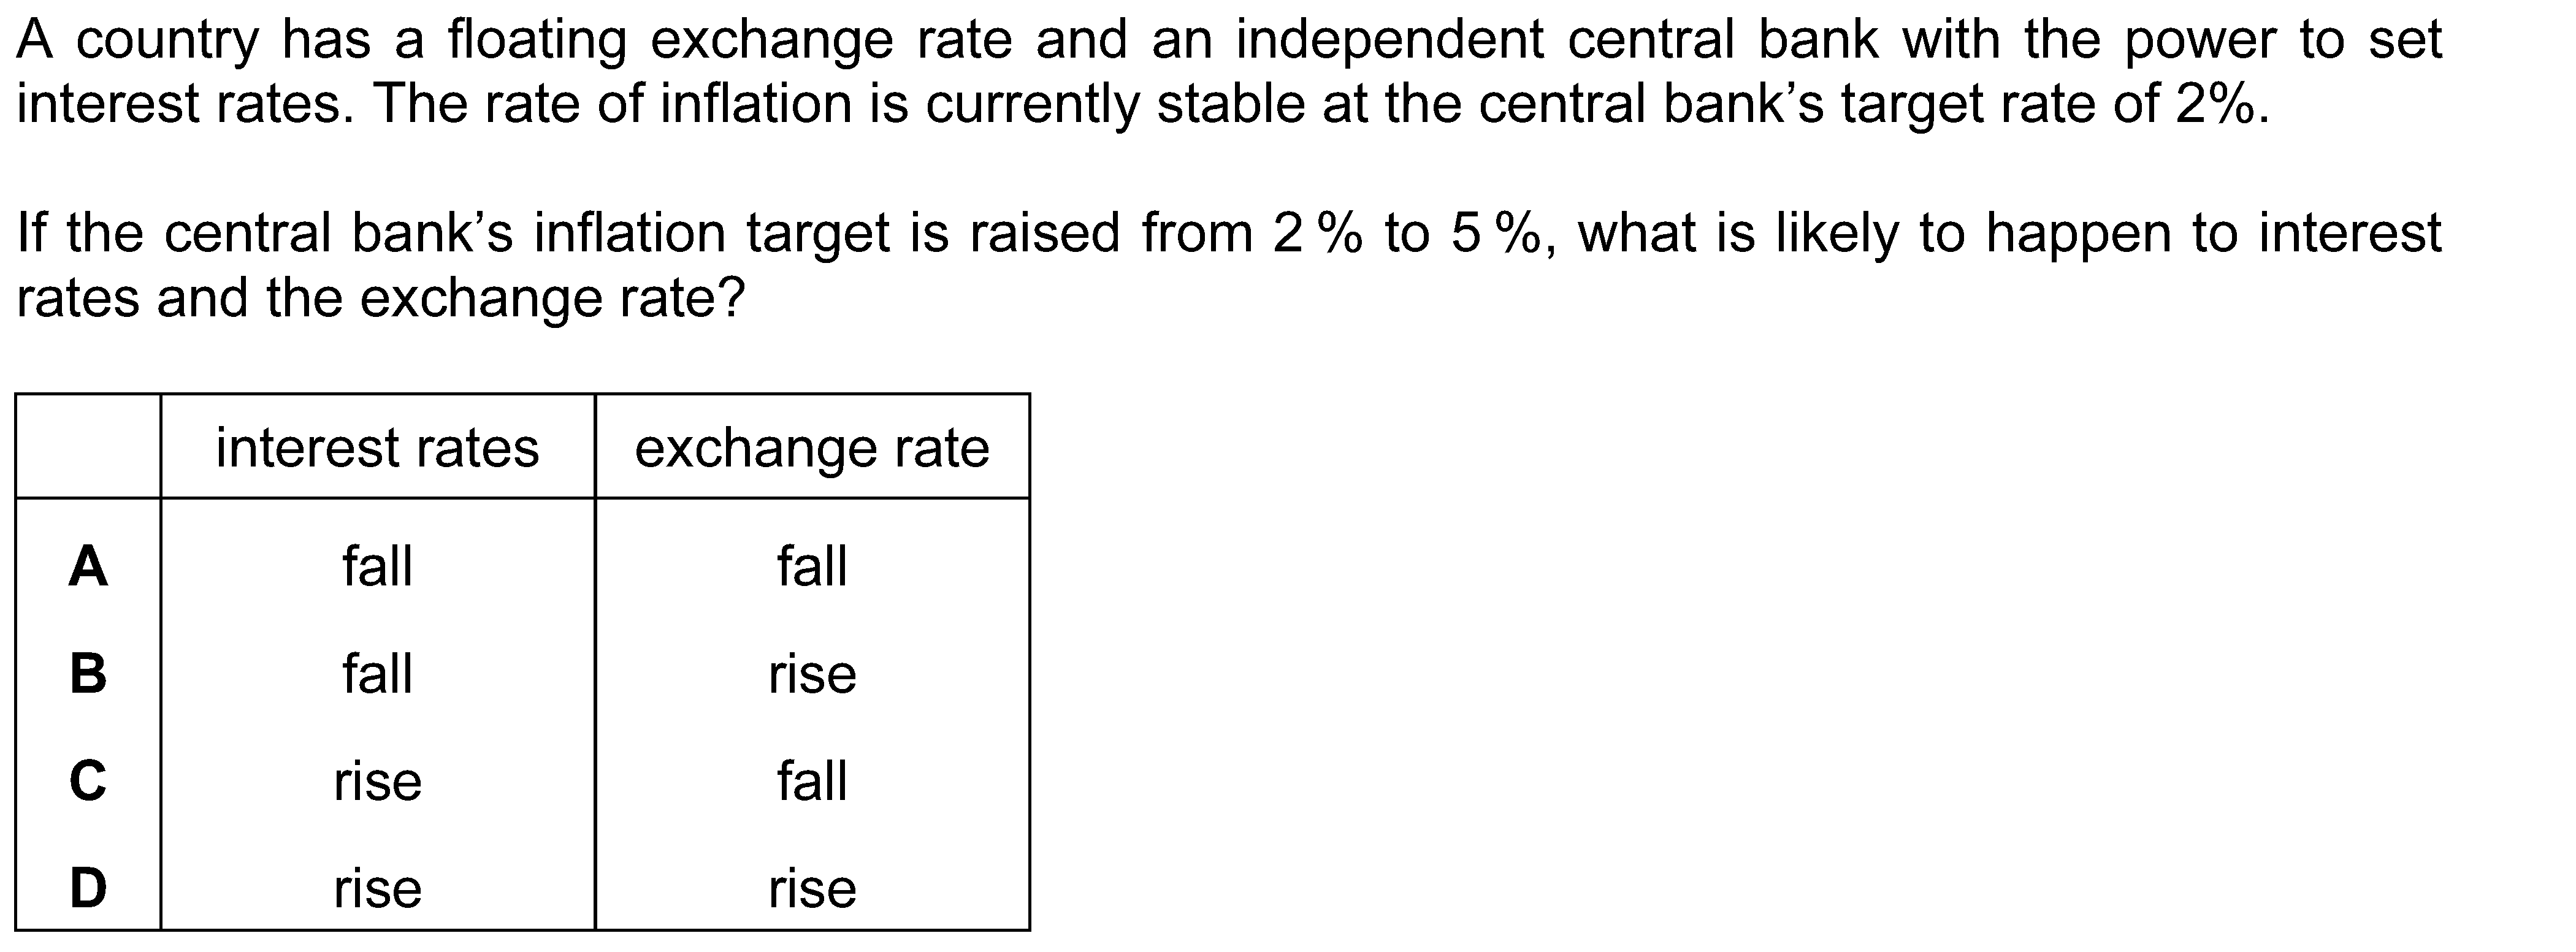 A country has a floating exchange rate and an independent central bank with the power to set
interest rates. The rate of inflation is currently stable at the central bank’s target rate of 2%.
If the central bank’s inflation target is raised from 2 % to 5 %, what is likely to happen to interest
rates and the exchange rate?
interest rates exchange rate
A fall fall
B fall rise
C rise fall
D rise rise